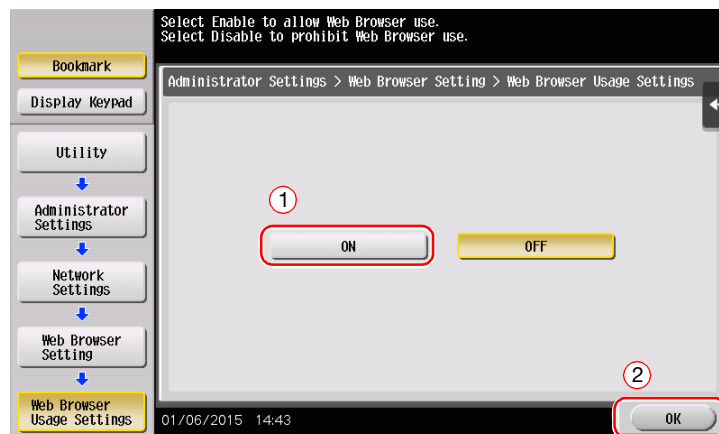 Select Enable to allow Web Browser use.
Select Disable to prohibit Web Browser use.
Bookmark
Display Keypad
Utility
Administrator
Settings
Network
Settings
Web Browser
Setting
Web Browser
Usage Settings
Administrator Settings > Web Browser Setting > Web Browser Usage Settings
1
ON
OFF
2
01/06/2015 14:43
OK